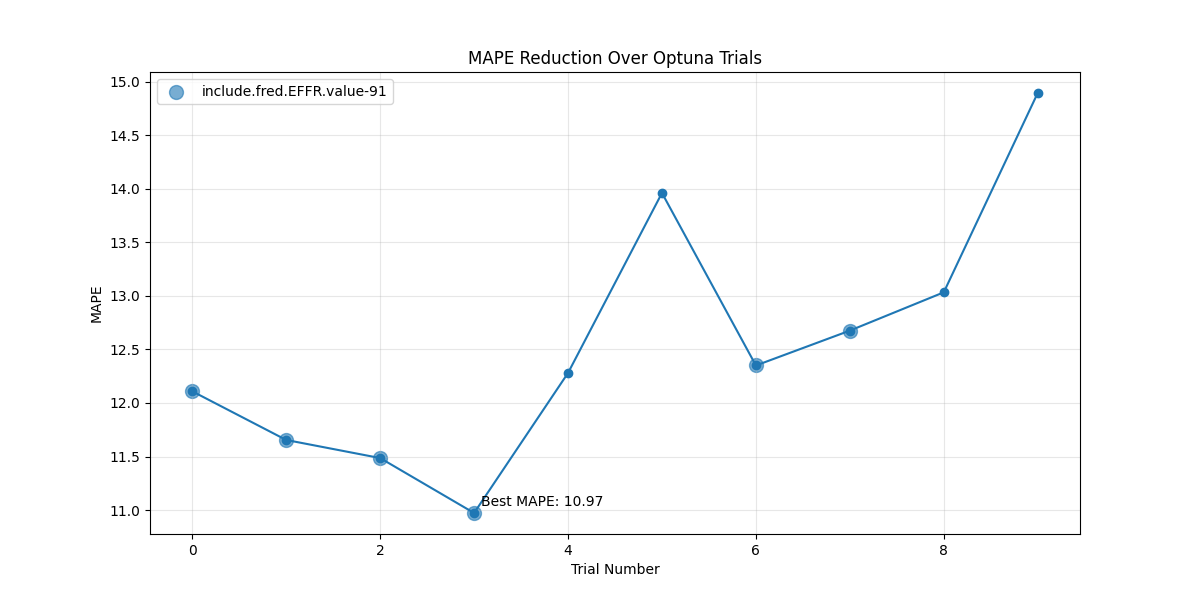 MAPE Reduction Over Optuna Trials
include.fred.EFFR.value-91
15.0
14.5
14.0
13.5
13.0
12.5
12.0
11.5
11.0
MAPE
Best MAPE: 10.97
0 2 4 6 8
Trial Number